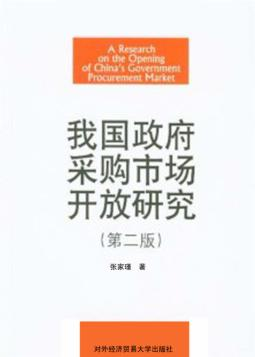 A Research
on the Opening
of China's Government
Procurement Market
我国政府
采购市场
开放研究
(第二版)
张家瑾 著
对外经济贸易大学出版社